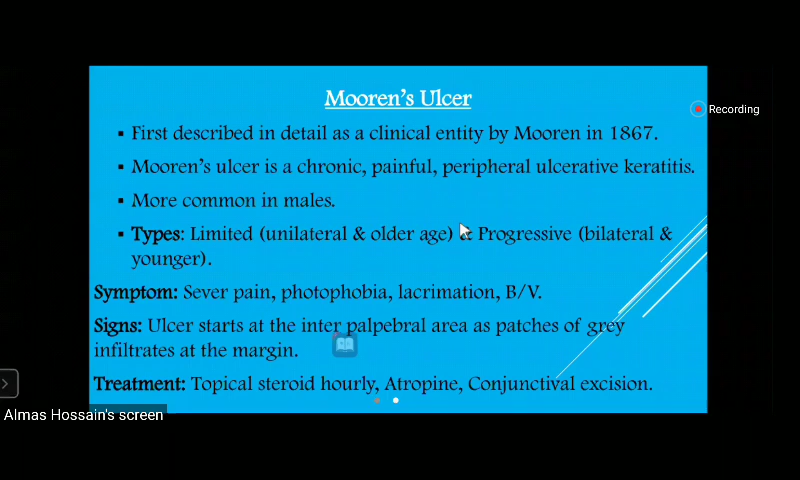 Mooren's Ulcer
Recording
▪ First described in detail as a clinical entity by Mooren in 1867.
▪ Mooren's ulcer is a chronic, painful, peripheral ulcerative keratitis.
▪ More common in males.
▪ Types: Limited (unilateral & older age) & Progressive (bilateral &
younger).
Symptom: Sever pain, photophobia, lacrimation, B/V.
Signs: Ulcer starts at the inter palpebral area as patches of grey
infiltrates at the margin.
Treatment: Topical steroid hourly, Atropine, Conjunctival excision.
Almas Hossain's screen